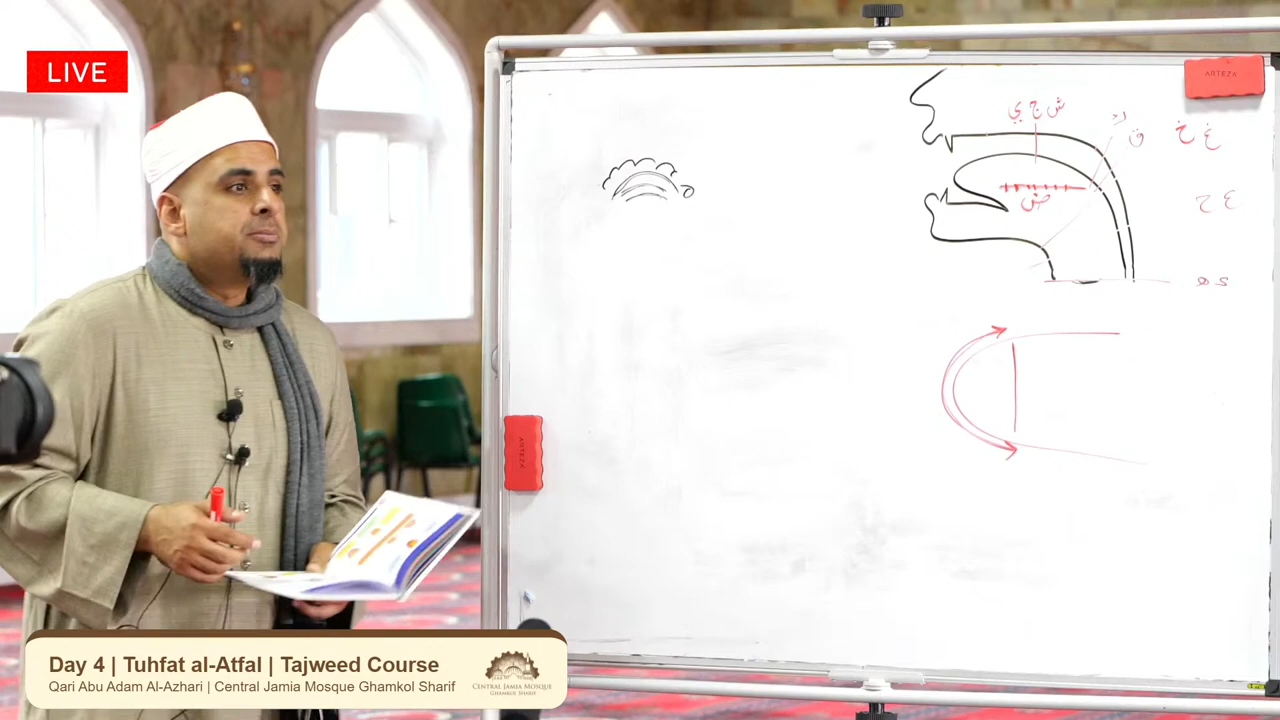 LIVE
ARTEZA
ش ج ي
ك
ق
غ خ
ض
ع ح
ء ه
ARTEZA
Day 4 | Tuhfat al-Atfal | Tajweed Course
Qari Abu Adam Al-Azhari | Central Jamia Mosque Ghamkol Sharif
CENTRAL JAMIA MOSQUE
GHAMKOL SHARIF